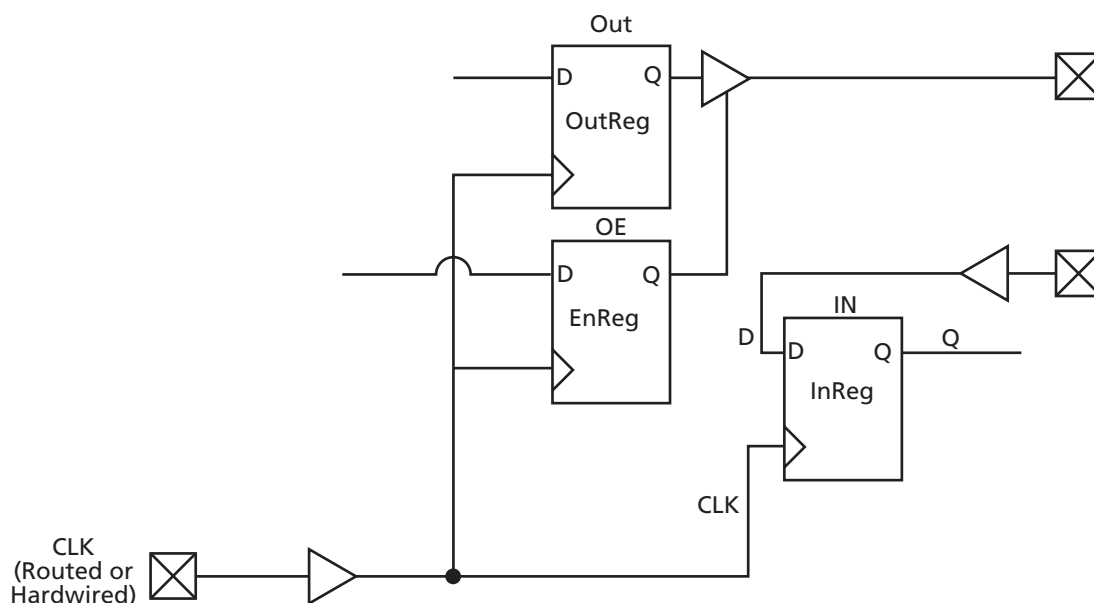 Out
D
Q
OutReg
OE
D
Q
EnReg
IN
D
D
Q
Q
InReg
CLK
CLK
(Routed or
Hardwired)